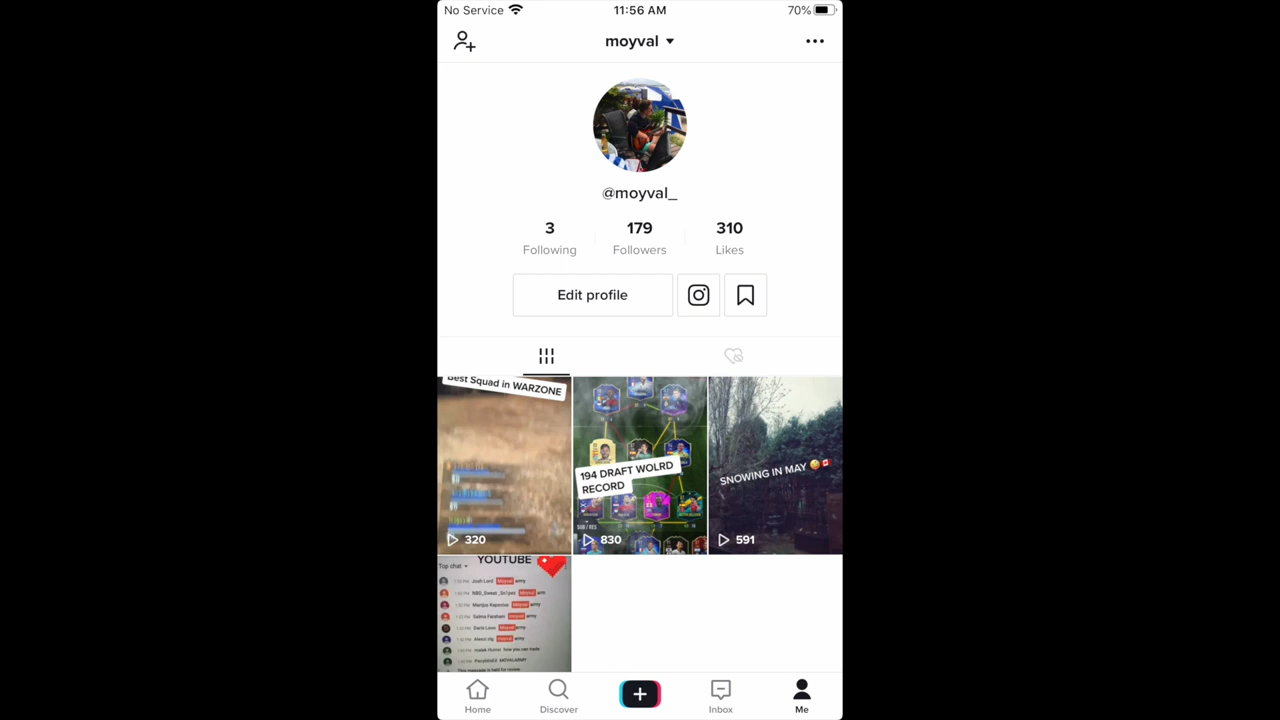 No Service 11:56 AM 70%
moyval
@moyval_
3 179 310
Following Followers Likes
Edit profile
Best Squad in WARZONE
194 DRAFT WOLRD
RECORD
SNOWING IN MAY
320 830 591
YOUTUBE
Top chat
Home Discover Inbox Me